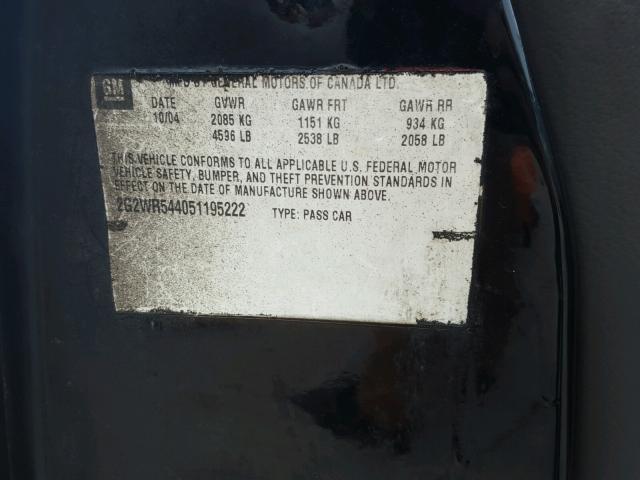 GM
MFD BY GENERAL MOTORS OF CANADA LTD.
DATE GVWR GAWR FRT GAWR RR
10/04 2085 KG 1151 KG 934 KG
4596 LB 2538 LB 2058 LB
THIS VEHICLE CONFORMS TO ALL APPLICABLE U.S. FEDERAL MOTOR
VEHICLE SAFETY, BUMPER, AND THEFT PREVENTION STANDARDS IN
EFFECT ON THE DATE OF MANUFACTURE SHOWN ABOVE.
2G2WR544051195222 TYPE: PASS CAR